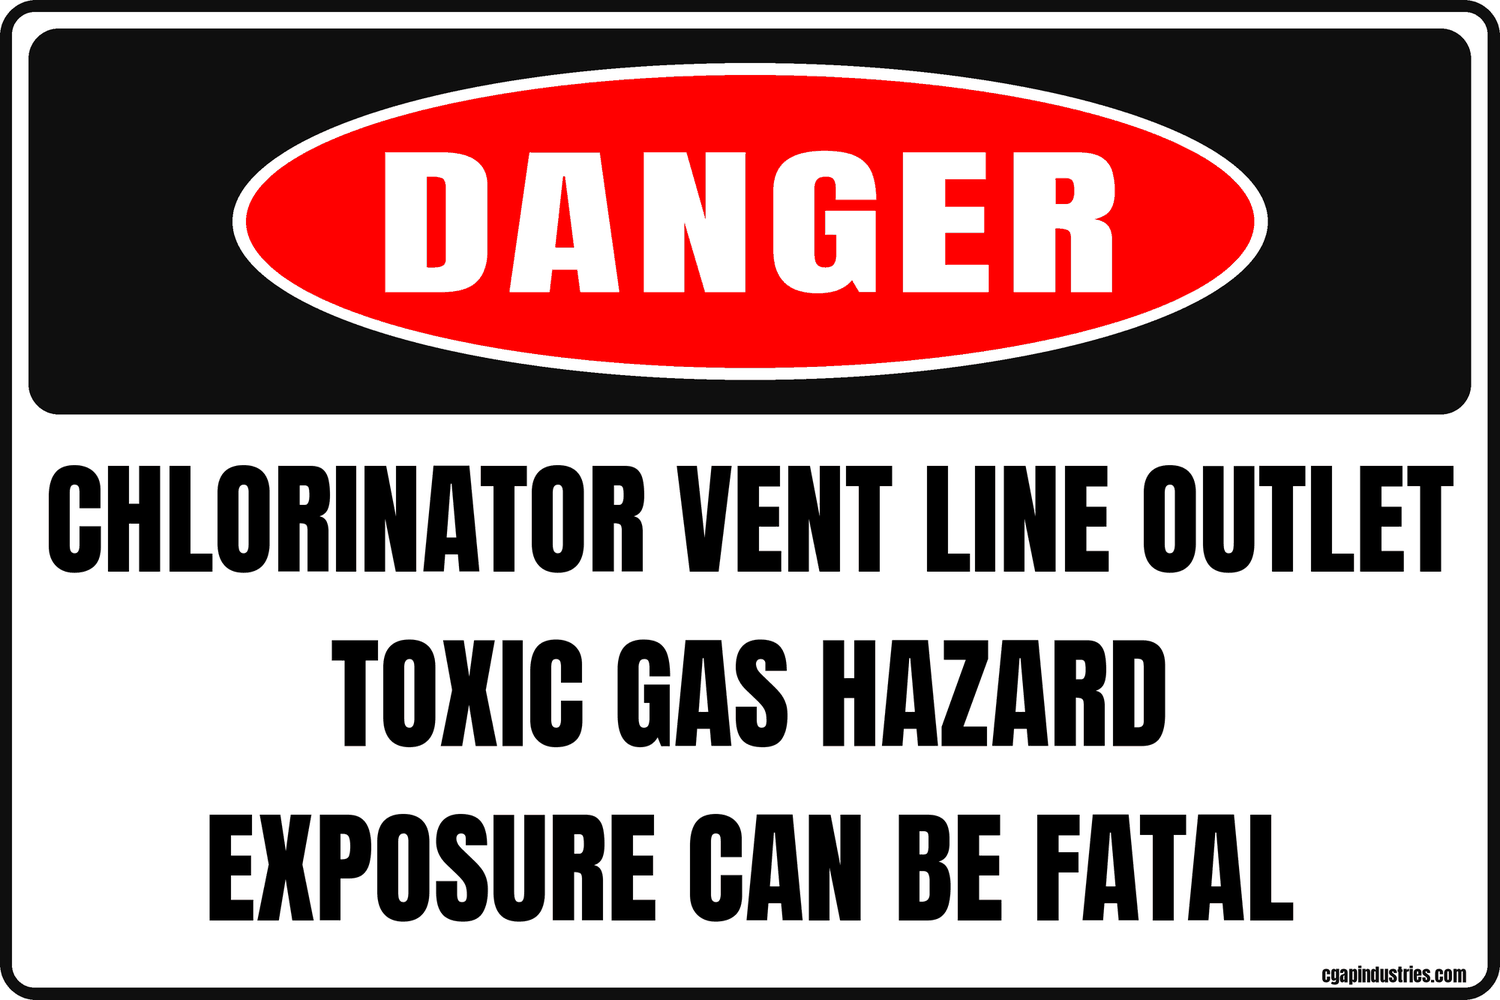 DANGER
CHLORINATOR VENT LINE OUTLET
TOXIC GAS HAZARD
EXPOSURE CAN BE FATAL
cgapindustries.com